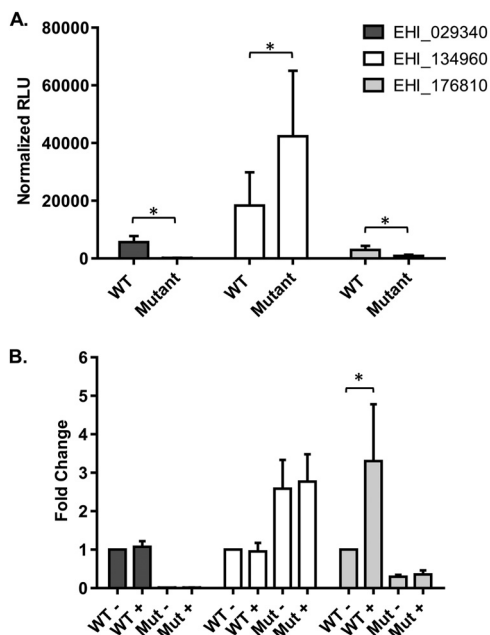 A.
80000
60000
40000
20000
0
Normalized RLU
EHI_029340
EHI_134960
EHI_176810
*
*
*
WT
Mutant
WT
Mutant
WT
Mutant
B.
6
5
4
3
2
1
0
Fold Change
*
WT -
WT +
Mut -
Mut +
WT -
WT +
Mut -
Mut +
WT -
WT +
Mut -
Mut +